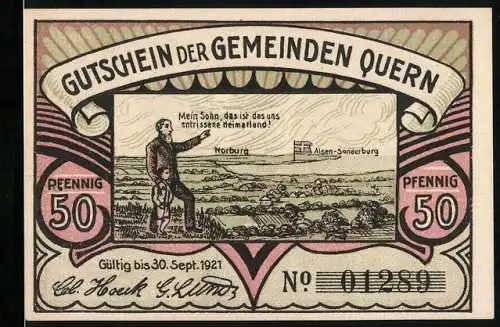 GUTSCHEIN DER GEMEINDEN QUERN
Mein Sohn, das ist das uns
entrissene Heimatland!
Norburg
Alsen-Sonderburg
PFENNIG
50
PFENNIG
50
Gültig bis 30. Sept. 1921
Nº 01289